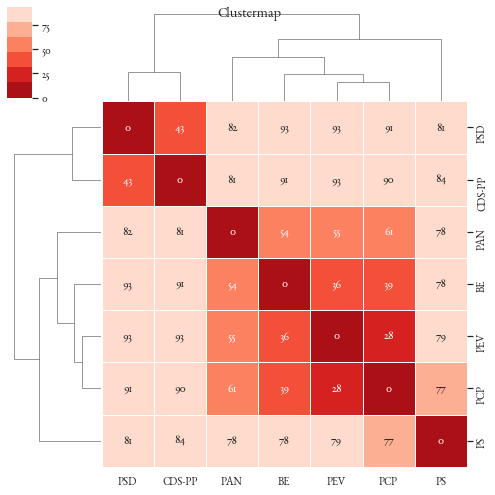 Clustermap
75
50
25
0
0 43 82 93 93 91 81 PSD
43 0 81 91 93 90 84 CDS-PP
82 81 0 54 55 61 78 PAN
93 91 54 0 36 39 78 BE
93 93 55 36 0 28 79 PEV
91 90 61 39 28 0 77 PCP
81 84 78 78 79 77 0 PS
PSD CDS-PP PAN BE PEV PCP PS